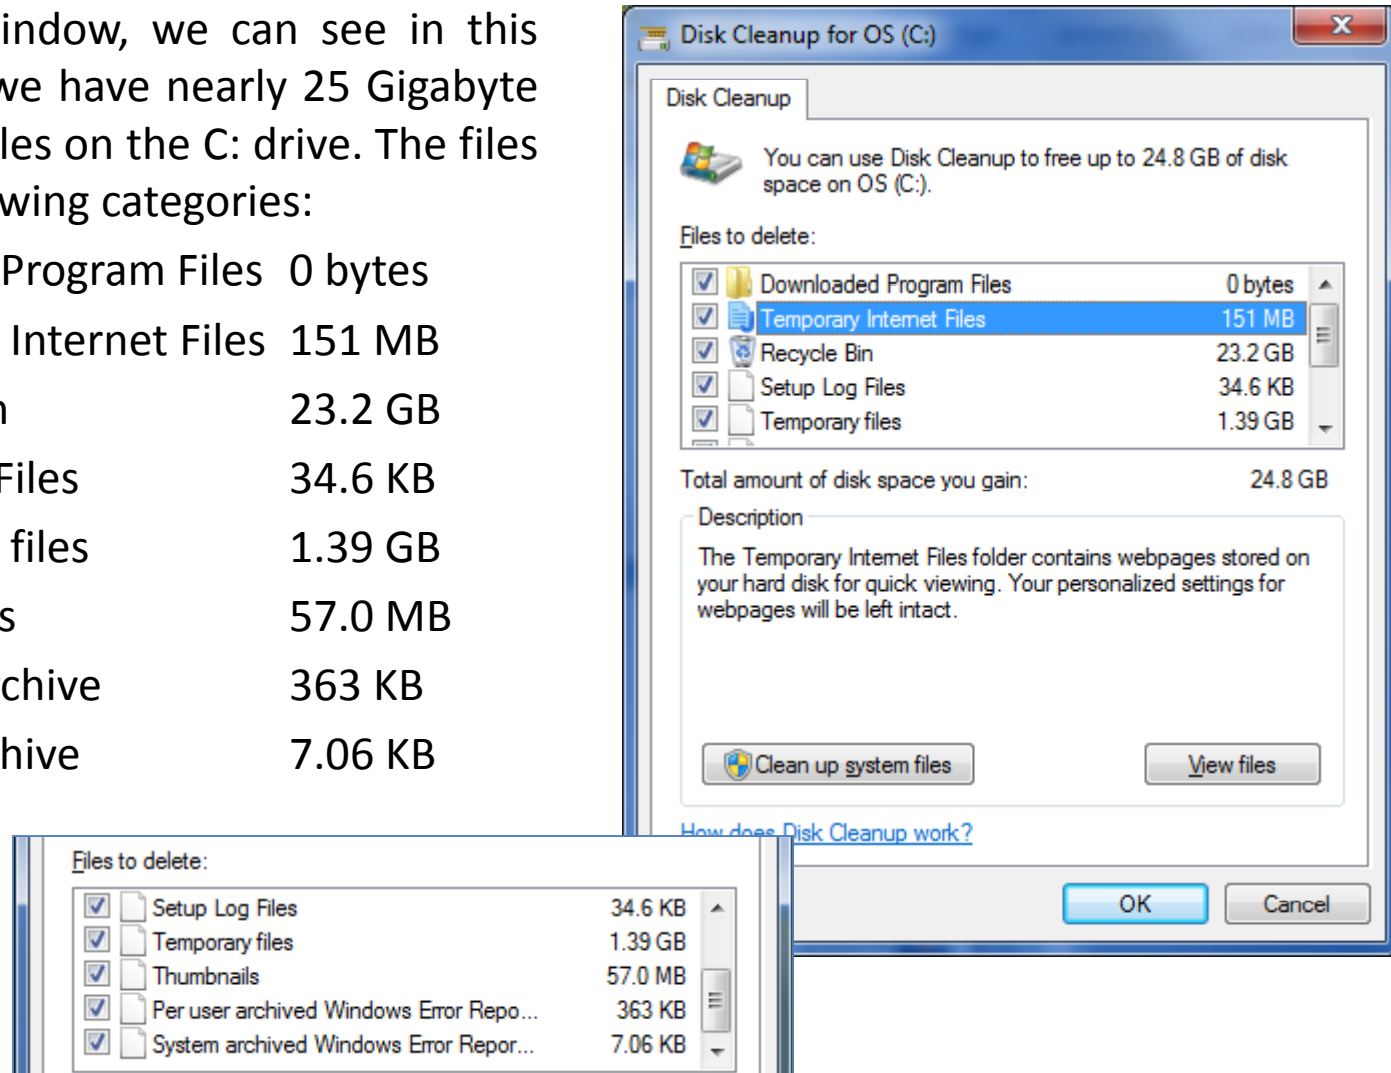 indow, we can see in this
we have nearly 25 Gigabyte
les on the C: drive. The files
wing categories:
Program Files 0 bytes
Internet Files 151 MB
n 23.2 GB
Files 34.6 KB
files 1.39 GB
s 57.0 MB
rchive 363 KB
hive 7.06 KB
Disk Cleanup for OS (C:)
Disk Cleanup
You can use Disk Cleanup to free up to 24.8 GB of disk
space on OS (C:).
Files to delete:
Downloaded Program Files 0 bytes
Temporary Internet Files 151 MB
Recycle Bin 23.2 GB
Setup Log Files 34.6 KB
Temporary files 1.39 GB
Total amount of disk space you gain: 24.8 GB
Description
The Temporary Internet Files folder contains webpages stored on
your hard disk for quick viewing. Your personalized settings for
webpages will be left intact.
Clean up system files View files
How does Disk Cleanup work?
OK Cancel
Files to delete:
Setup Log Files 34.6 KB
Temporary files 1.39 GB
Thumbnails 57.0 MB
Per user archived Windows Error Repo... 363 KB
System archived Windows Error Repor... 7.06 KB